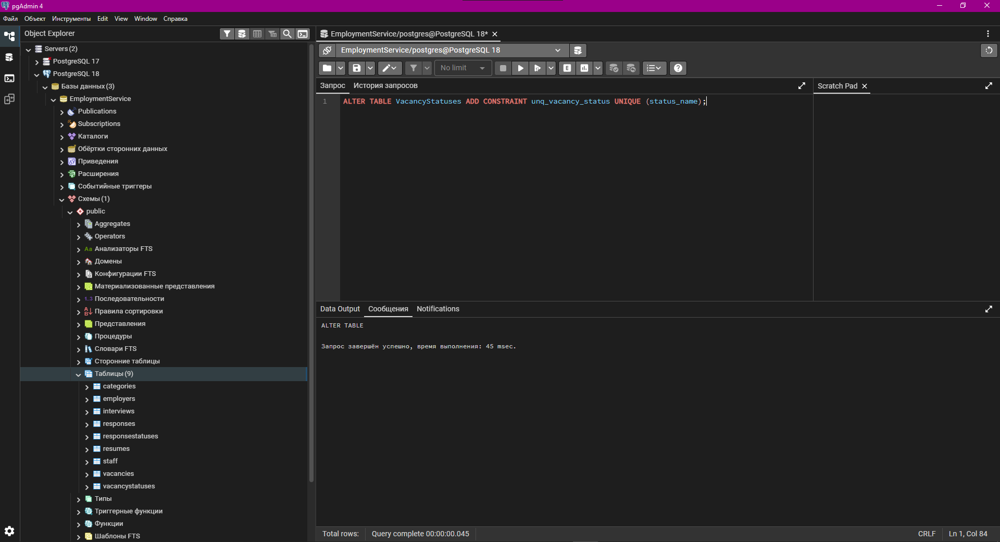 pgAdmin 4
Файл Объект Инструменты Edit View Window Справка
Object Explorer
Servers (2)
PostgreSQL 17
PostgreSQL 18
Базы данных (3)
EmploymentService
Publications
Subscriptions
Каталоги
Обёртки сторонних данных
Приведения
Расширения
Событийные триггеры
Схемы (1)
public
Aggregates
Operators
Aa Анализаторы FTS
Домены
Конфигурации FTS
Материализованные представления
1..3 Последовательности
Правила сортировки
Представления
Процедуры
Словари FTS
Сторонние таблицы
Таблицы (9)
categories
employers
interviews
responses
responsestatuses
resumes
staff
vacancies
vacancystatuses
Типы
Триггерные функции
Функции
Шаблоны FTS
EmploymentService/postgres@PostgreSQL 18*
EmploymentService/postgres@PostgreSQL 18
No limit
E
Запрос История запросов
Scratch Pad
1 ALTER TABLE VacancyStatuses ADD CONSTRAINT unq_vacancy_status UNIQUE (status_name);
Data Output Сообщения Notifications
ALTER TABLE
Запрос завершён успешно, время выполнения: 45 msec.
Total rows: Query complete 00:00:00.045 CRLF Ln 1, Col 84